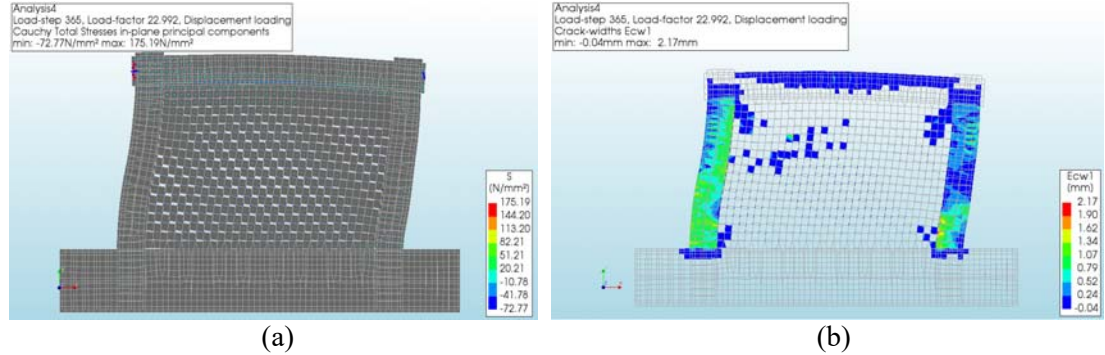 Analysis4
Load-step 365, Load-factor 22.992, Displacement loading
Cauchy Total Stresses in-plane principal components
min: -72.77N/mm² max: 175.19N/mm²
S
(N/mm²)
175.19
144.20
113.20
82.21
51.21
20.21
-10.78
-41.78
-72.77
(a)
Analysis4
Load-step 365, Load-factor 22.992, Displacement loading
Crack-widths Ecw1
min: -0.04mm max: 2.17mm
Ecw1
(mm)
2.17
1.90
1.62
1.34
1.07
0.79
0.52
0.24
-0.04
(b)